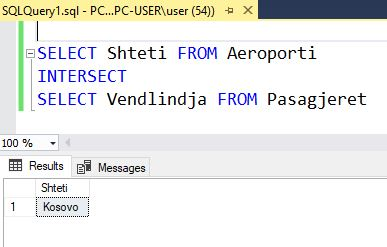 SQLQuery1.sql - PC...PC-USER\user (54))
SELECT Shteti FROM Aeroporti
INTERSECT
SELECT Vendlindja FROM Pasagjeret
100 %
Results Messages
Shteti
1 Kosovo